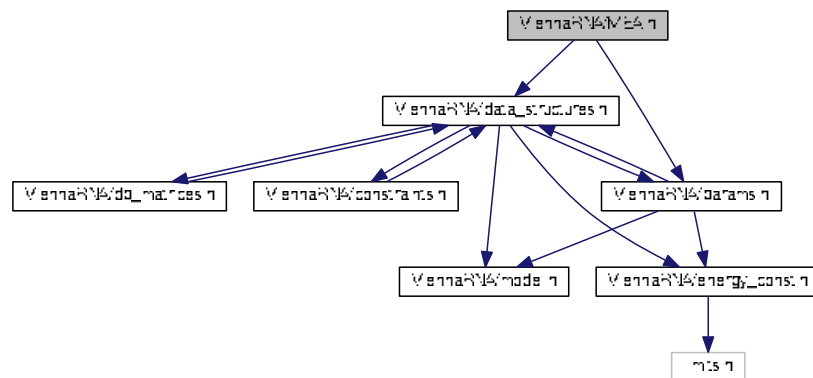 ViennaRNA/MEA.h
ViennaRNA/data_structures.h
ViennaRNA/dp_matrices.h
ViennaRNA/constraints.h
ViennaRNA/params.h
ViennaRNA/model.h
ViennaRNA/energy_const.h
limits.h